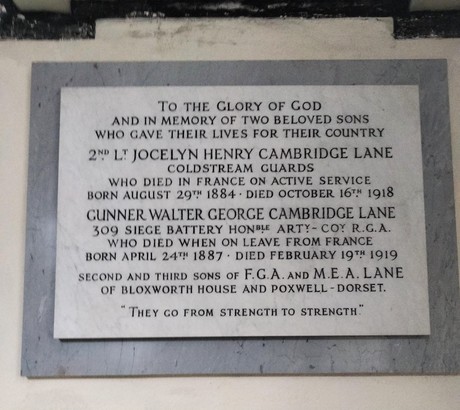 To the Glory of God
and in memory of two beloved sons
who gave their lives for their country
2ND LT JOCELYN HENRY CAMBRIDGE LANE
COLDSTREAM GUARDS
WHO DIED IN FRANCE ON ACTIVE SERVICE
BORN AUGUST 29TH 1884 · DIED OCTOBER 16TH 1918
GUNNER WALTER GEORGE CAMBRIDGE LANE
309 SIEGE BATTERY HONBLE ARTY-COY R.G.A.
WHO DIED WHEN ON LEAVE FROM FRANCE
BORN APRIL 24TH 1887 · DIED FEBRUARY 19TH 1919
SECOND AND THIRD SONS OF F.G.A. AND M.E.A. LANE
OF BLOXWORTH HOUSE AND POXWELL-DORSET.
"THEY GO FROM STRENGTH TO STRENGTH."